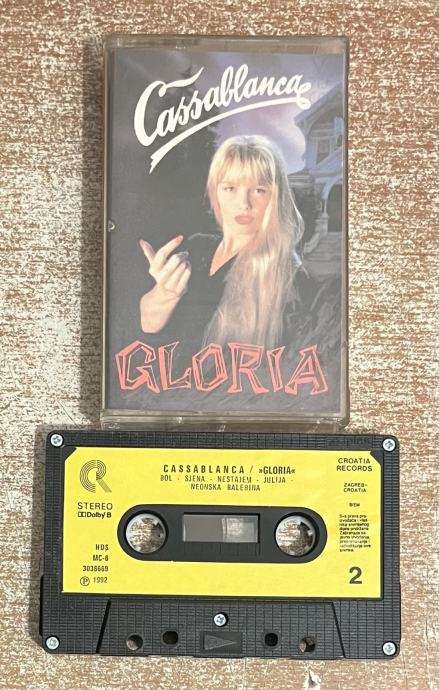 Cassablanca
GLORIA
CASSABLANCA / »GLORIA«
BOL - SJENA - NESTAJEM - JULIJA -
NEONSKA BALERINA
CROATIA
RECORDS
ZAGREB-
CROATIA
BIEM
STEREO
Dolby B
HDS
MC-6
3036669
℗ 1992
2